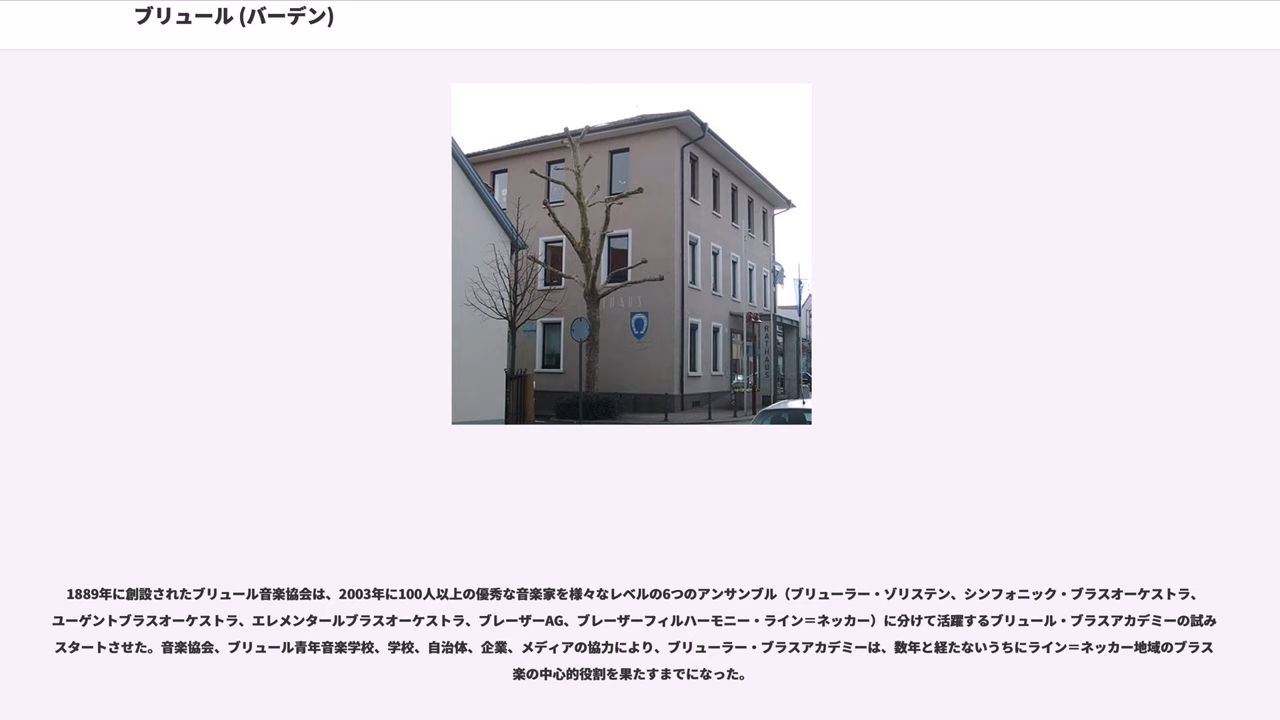 ブリュール (バーデン)
RATHAUS
1889年に創設されたブリュール音楽協会は、2003年に100人以上の優秀な音楽家を様々なレベルの6つのアンサンブル（ブリューラー・ゾリステン、シンフォニック・ブラスオーケストラ、
ユーゲントブラスオーケストラ、エレメンタールブラスオーケストラ、ブレーザーAG、ブレーザーフィルハーモニー・ライン＝ネッカー）に分けて活躍するブリュール・ブラスアカデミーの試み
スタートさせた。音楽協会、ブリュール青年音楽学校、学校、自治体、企業、メディアの協力により、ブリューラー・ブラスアカデミーは、数年と経たないうちにライン＝ネッカー地域のブラス
楽の中心的役割を果たすまでになった。